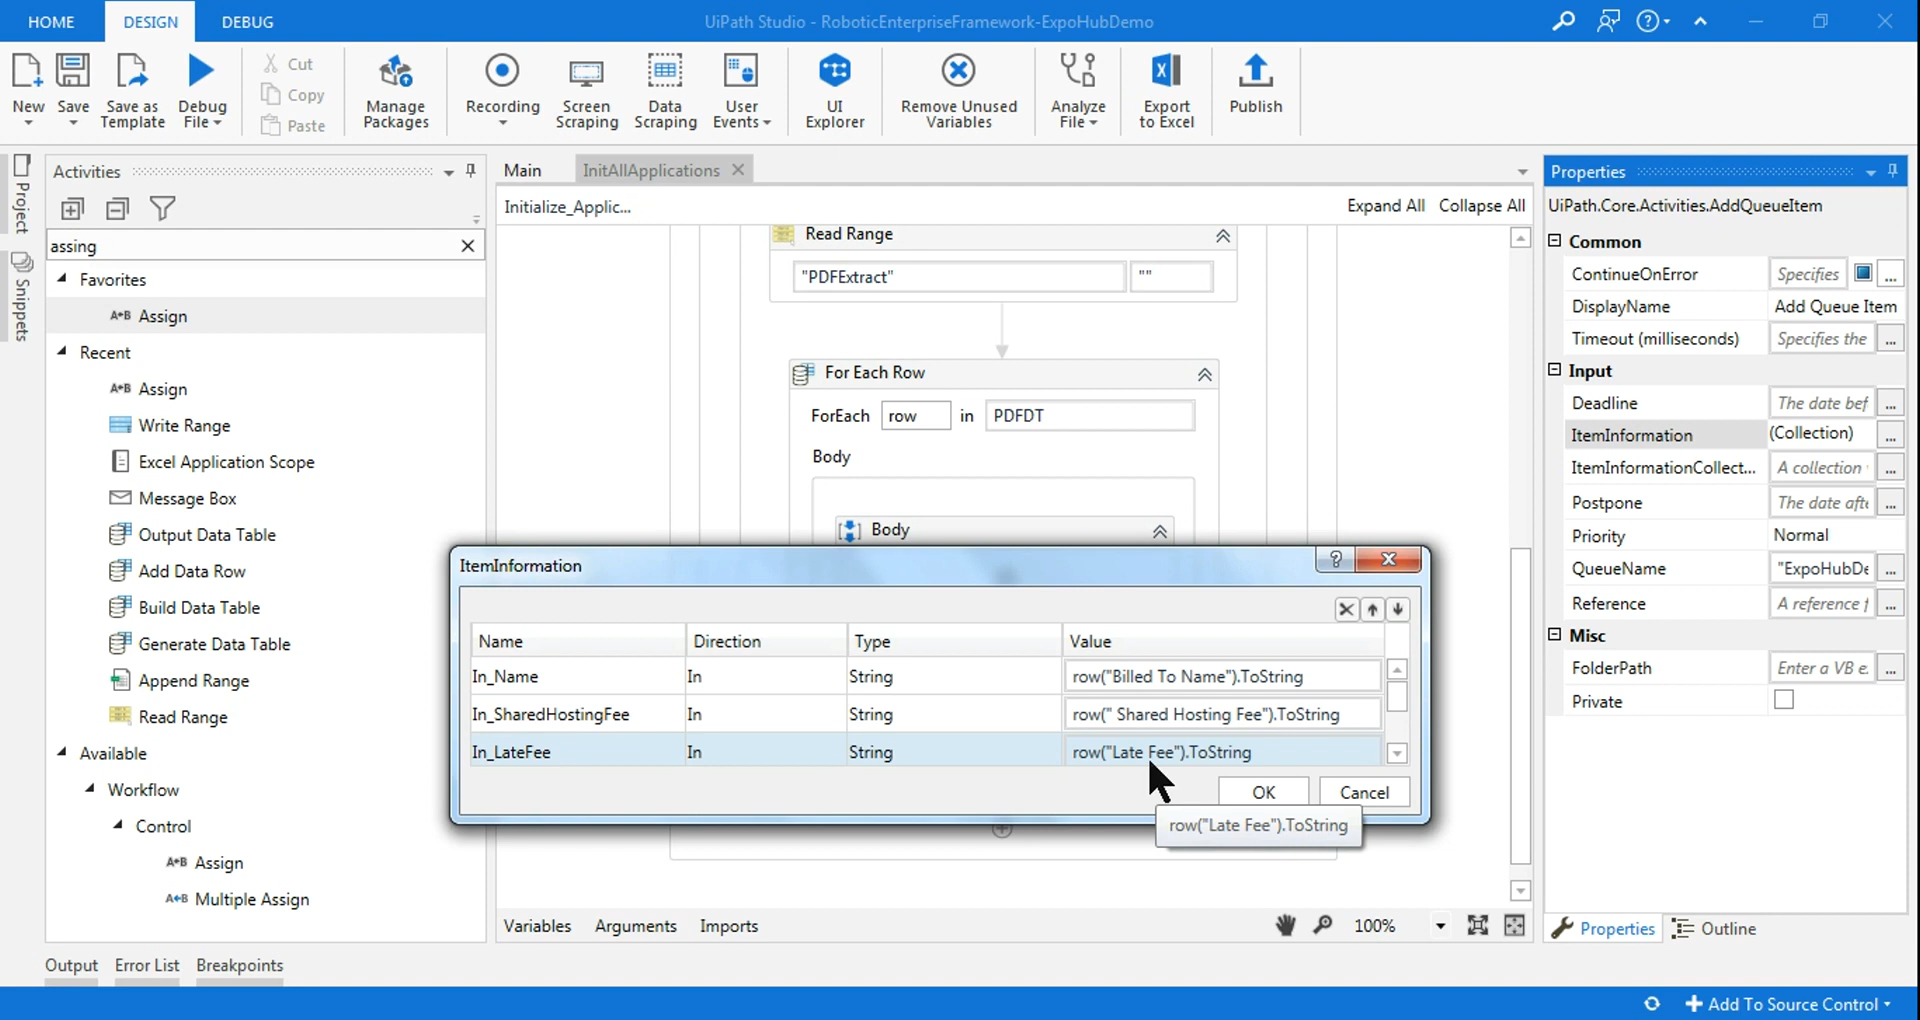 HOME DESIGN DEBUG UiPath Studio - RoboticEnterpriseFramework-ExpoHubDemo
New Save Save as Template Debug File
Cut
Copy
Paste
Manage Packages
Recording
Screen Scraping
Data Scraping
User Events
UI Explorer
Remove Unused Variables
Analyze File
Export to Excel
Publish
Project
Snippets
Activities
assing
Favorites
Assign
Recent
Assign
Write Range
Excel Application Scope
Message Box
Output Data Table
Add Data Row
Build Data Table
Generate Data Table
Append Range
Read Range
Available
Workflow
Control
Assign
Multiple Assign
Main InitAllApplications
Initialize_Applic... Expand All Collapse All
Read Range
"PDFExtract" ""
For Each Row
ForEach row in PDFDT
Body
Body
ItemInformation
Name Direction Type Value
In_Name In String row("Billed To Name").ToString
In_SharedHostingFee In String row(" Shared Hosting Fee").ToString
In_LateFee In String row("Late Fee").ToString
OK Cancel
row("Late Fee").ToString
Variables Arguments Imports 100%
Properties
UiPath.Core.Activities.AddQueueItem
Common
ContinueOnError Specifies ...
DisplayName Add Queue Item
Timeout (milliseconds) Specifies the ...
Input
Deadline The date bef ...
ItemInformation (Collection) ...
ItemInformationCollect... A collection ...
Postpone The date afte ...
Priority Normal
QueueName "ExpoHubDe ...
Reference A reference f ...
Misc
FolderPath Enter a VB e. ...
Private
Properties Outline
Output Error List Breakpoints
Add To Source Control